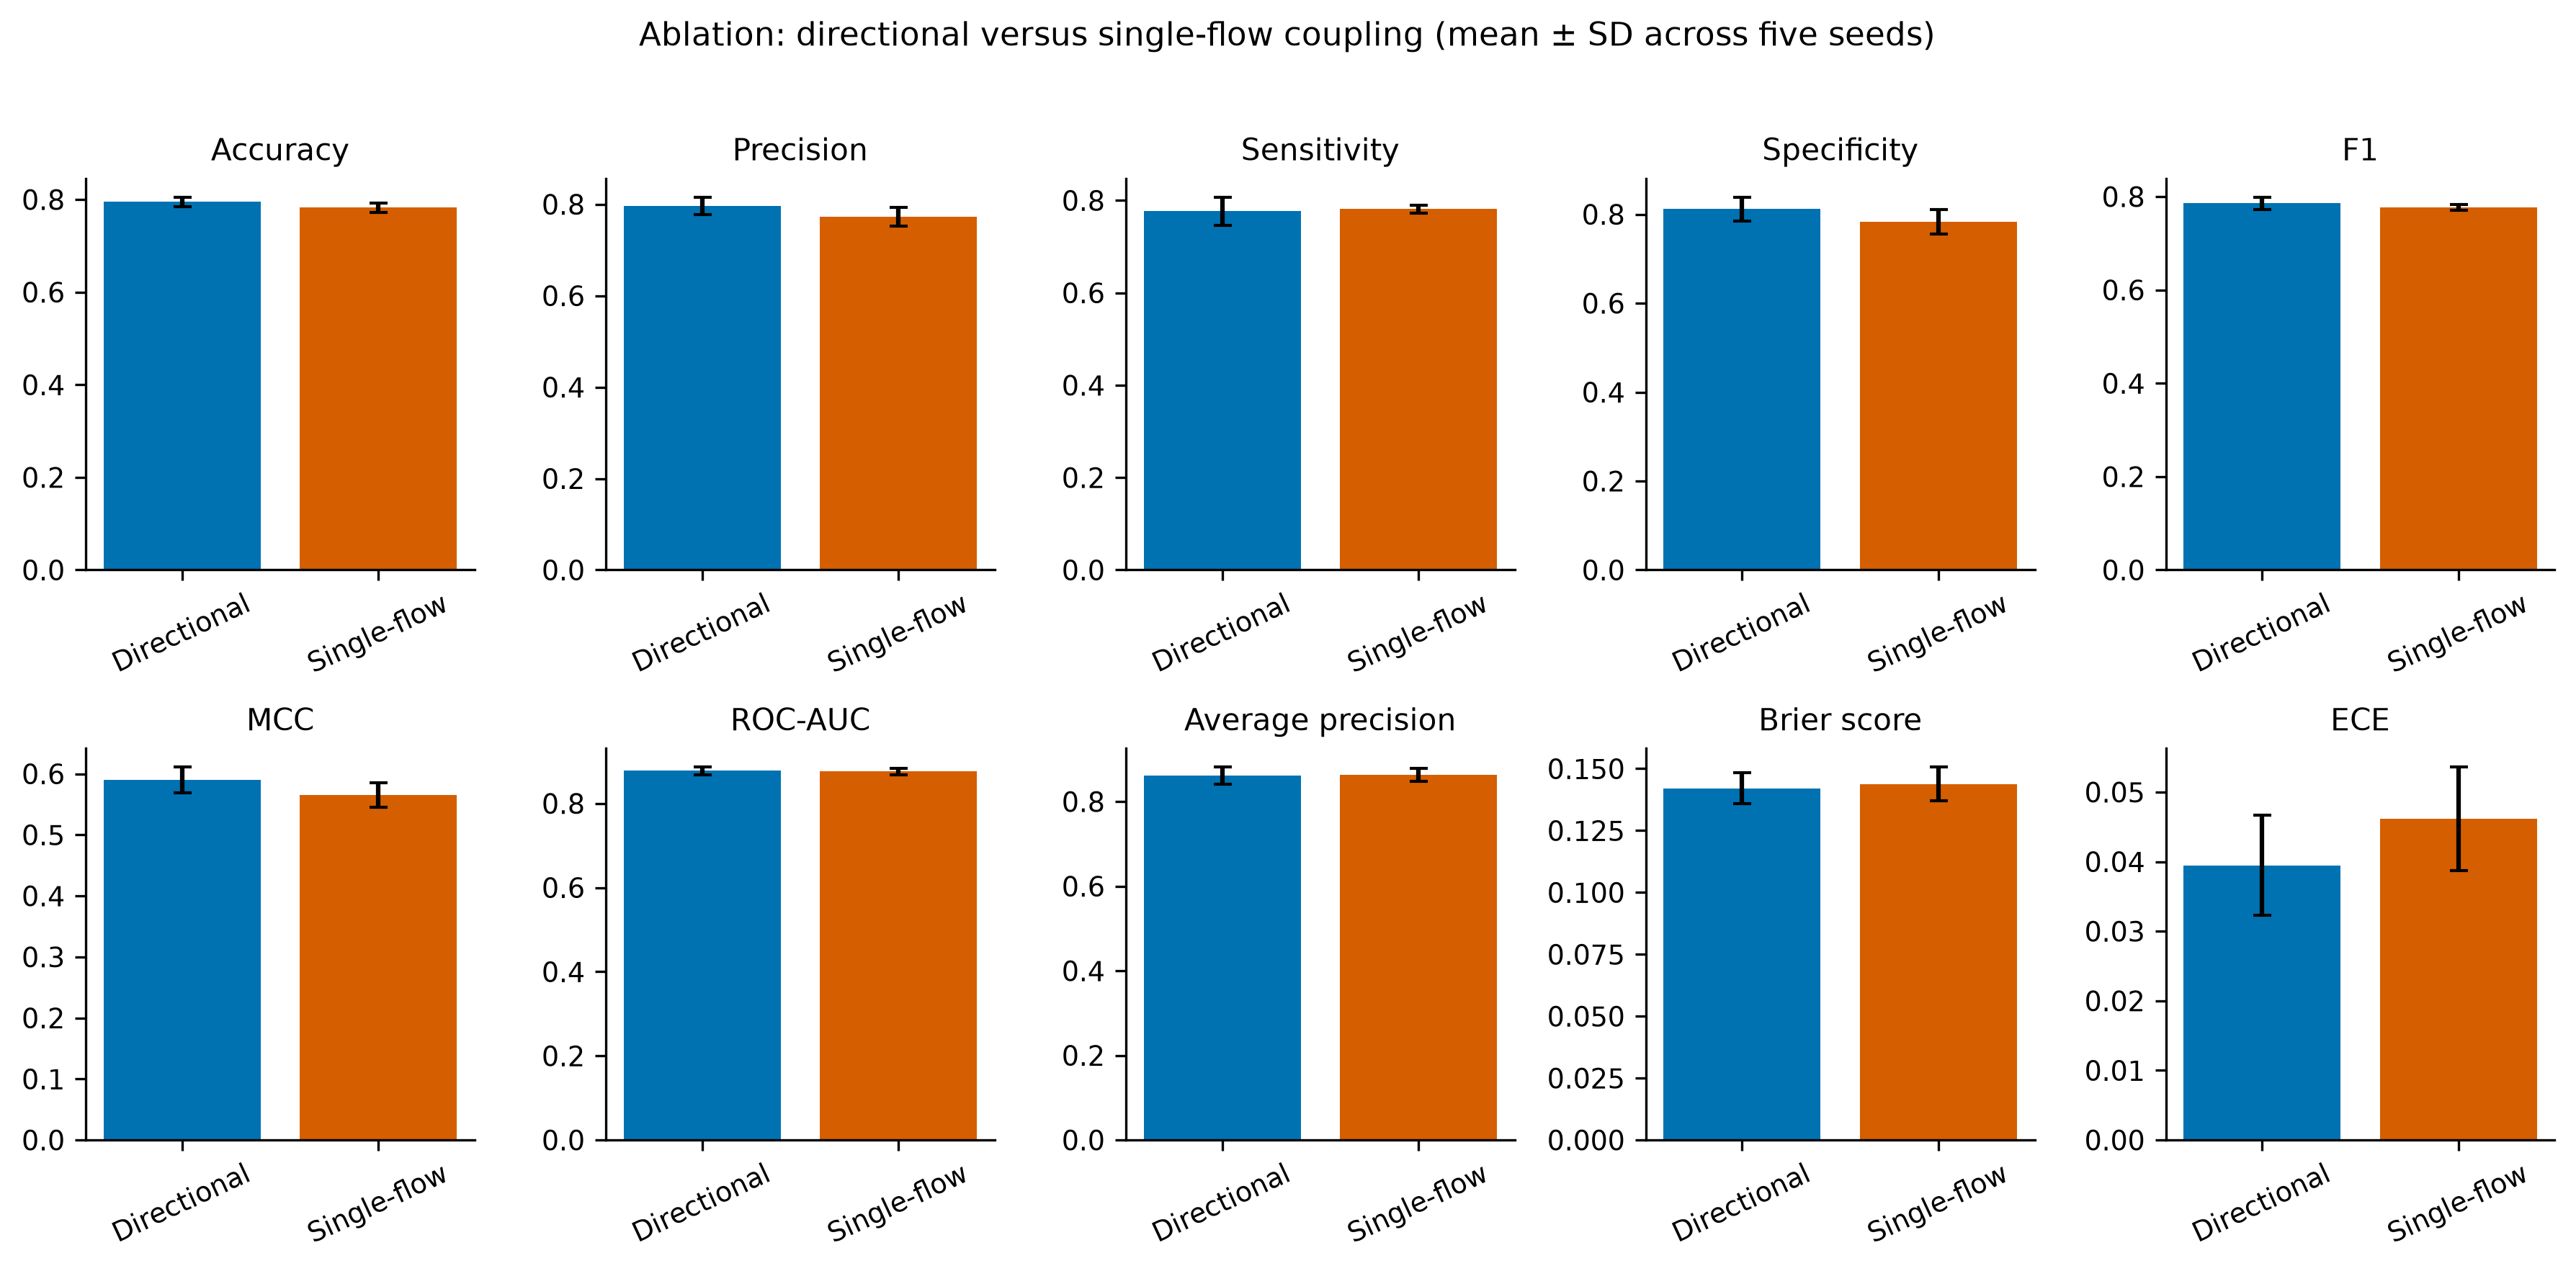 Ablation: directional versus single-flow coupling (mean ± SD across five seeds)
Accuracy
0.8
0.6
0.4
0.2
0.0
Directional
Single-flow
Precision
0.8
0.6
0.4
0.2
0.0
Directional
Single-flow
Sensitivity
0.8
0.6
0.4
0.2
0.0
Directional
Single-flow
Specificity
0.8
0.6
0.4
0.2
0.0
Directional
Single-flow
F1
0.8
0.6
0.4
0.2
0.0
Directional
Single-flow
MCC
0.6
0.5
0.4
0.3
0.2
0.1
0.0
Directional
Single-flow
ROC-AUC
0.8
0.6
0.4
0.2
0.0
Directional
Single-flow
Average precision
0.8
0.6
0.4
0.2
0.0
Directional
Single-flow
Brier score
0.150
0.125
0.100
0.075
0.050
0.025
0.000
Directional
Single-flow
ECE
0.05
0.04
0.03
0.02
0.01
0.00
Directional
Single-flow